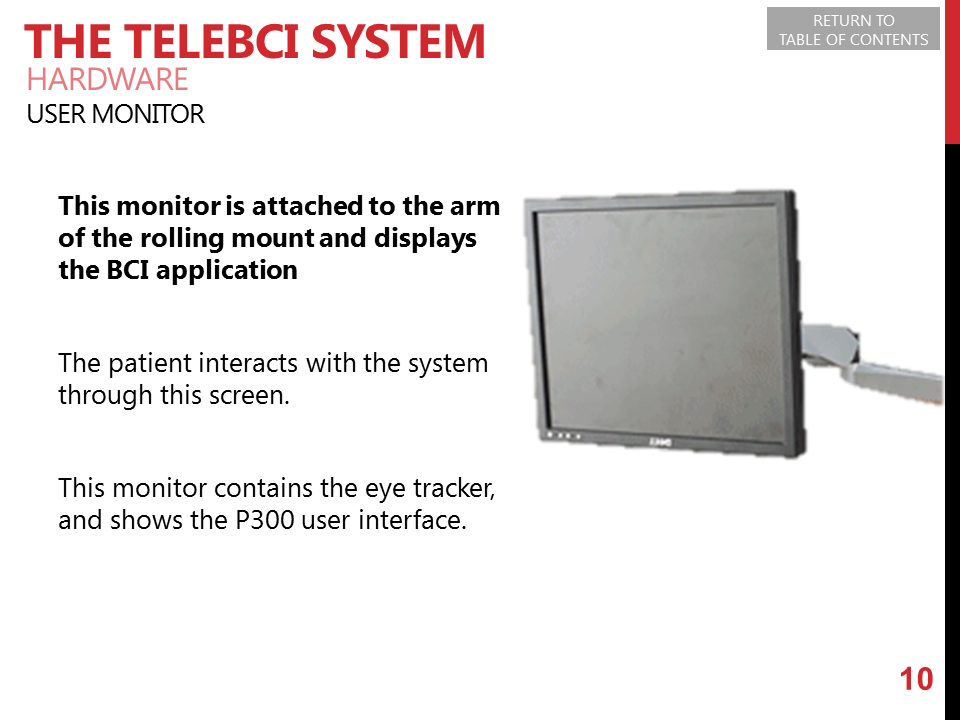 THE TELEBCI SYSTEM
RETURN TO
TABLE OF CONTENTS
HARDWARE
USER MONITOR
This monitor is attached to the arm
of the rolling mount and displays
the BCI application
The patient interacts with the system
through this screen.
This monitor contains the eye tracker,
and shows the P300 user interface.
10